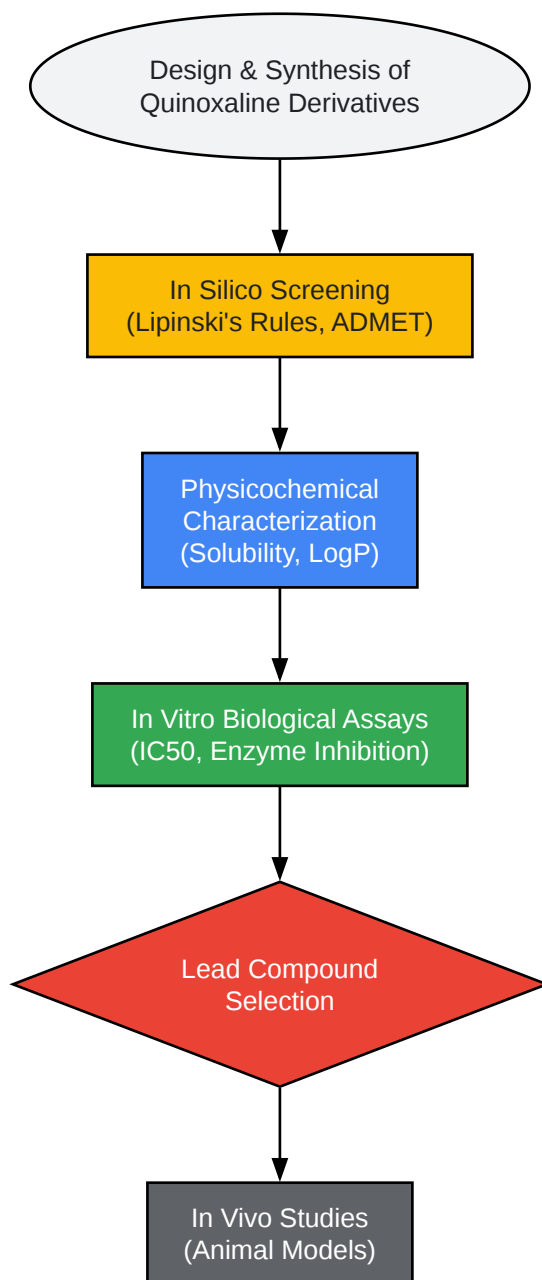 Design & Synthesis of
Quinoxaline Derivatives
In Silico Screening
(Lipinski's Rules, ADMET)
Physicochemical
Characterization
(Solubility, LogP)
In Vitro Biological Assays
(IC50, Enzyme Inhibition)
Lead Compound
Selection
In Vivo Studies
(Animal Models)